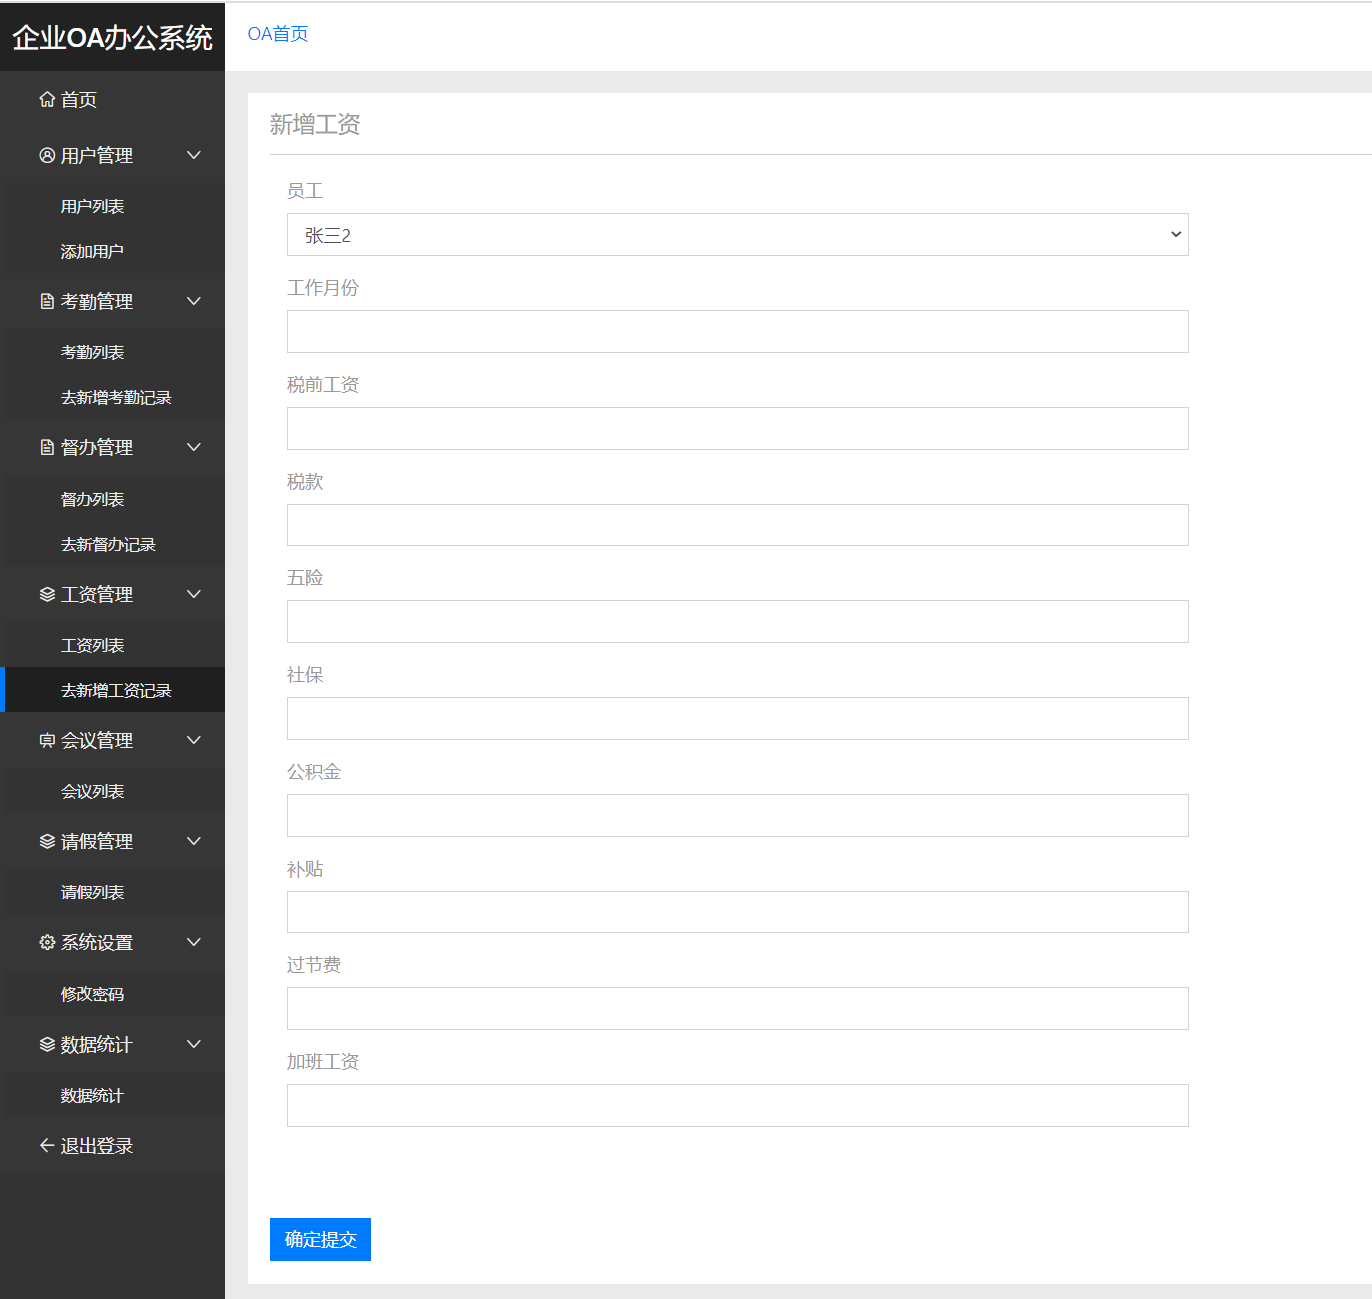 企业OA办公系统
OA首页
首页
用户管理
用户列表
添加用户
考勤管理
考勤列表
去新增考勤记录
督办管理
督办列表
去新督办记录
工资管理
工资列表
去新增工资记录
会议管理
会议列表
请假管理
请假列表
系统设置
修改密码
数据统计
数据统计
退出登录
新增工资
员工
张三2
工作月份
税前工资
税款
五险
社保
公积金
补贴
过节费
加班工资
确定提交